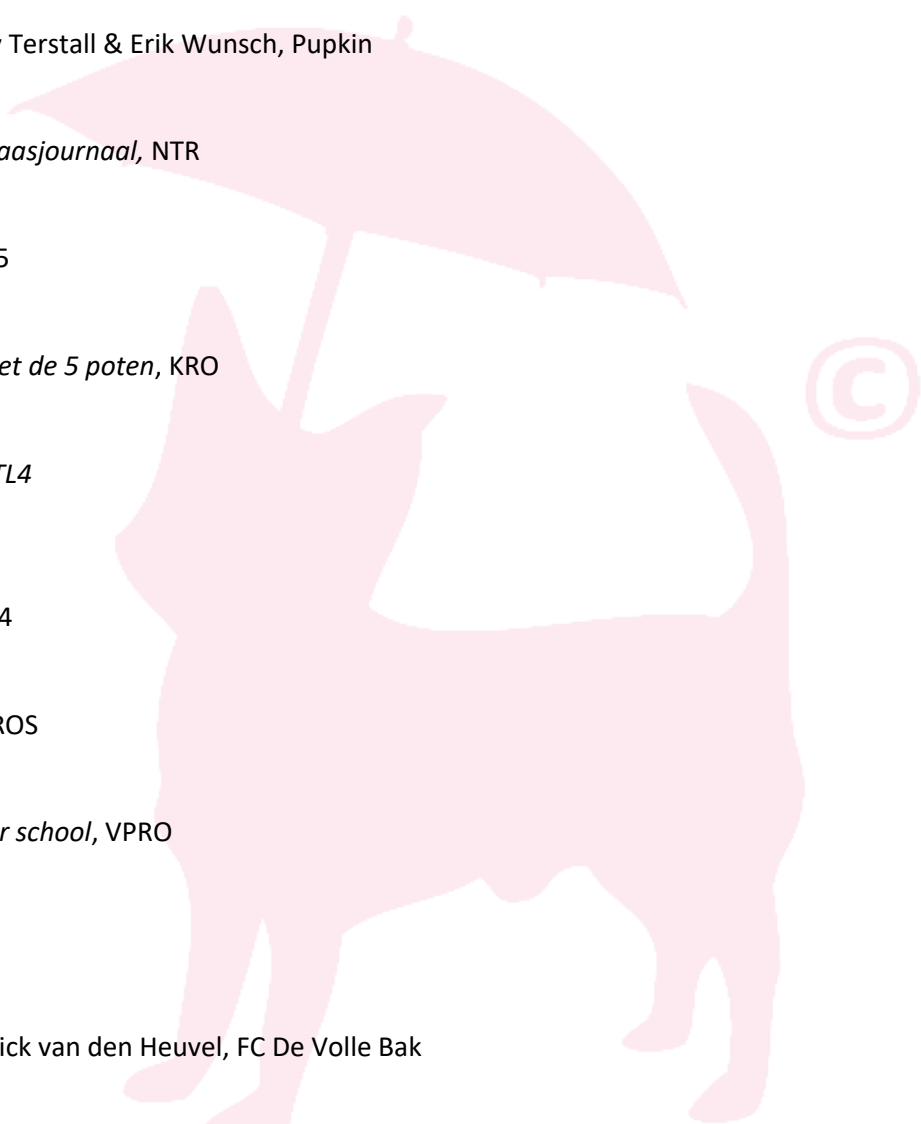 Terstall & Erik Wunsch, Pupkin
aasjournaal, NTR
5
et de 5 poten, KRO
TL4
4
ROS
r school, VPRO
ick van den Heuvel, FC De Volle Bak
©